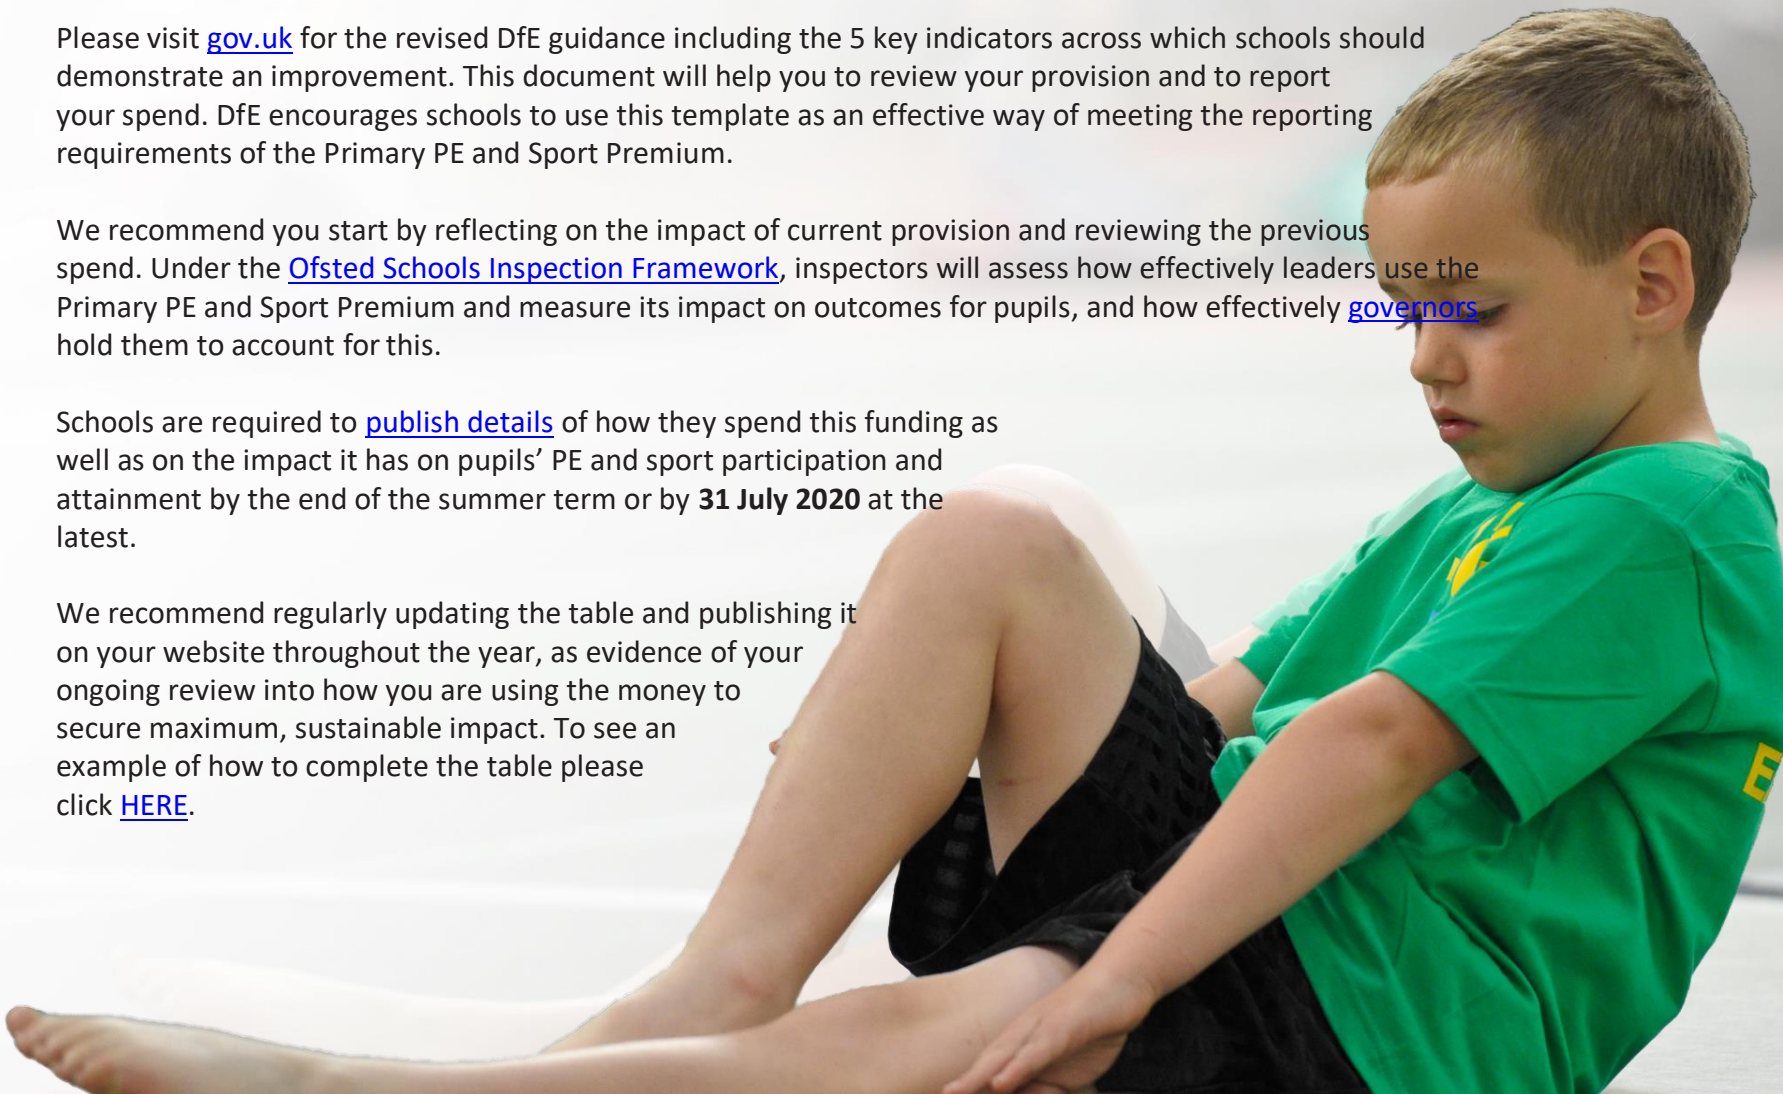 Please visit gov.uk for the revised DfE guidance including the 5 key indicators across which schools should
demonstrate an improvement. This document will help you to review your provision and to report
your spend. DfE encourages schools to use this template as an effective way of meeting the reporting
requirements of the Primary PE and Sport Premium.
We recommend you start by reflecting on the impact of current provision and reviewing the previous
spend. Under the Ofsted Schools Inspection Framework, inspectors will assess how effectively leaders use the
Primary PE and Sport Premium and measure its impact on outcomes for pupils, and how effectively governors
hold them to account for this.
Schools are required to publish details of how they spend this funding as
well as on the impact it has on pupils’ PE and sport participation and
attainment by the end of the summer term or by 31 July 2020 at the
latest.
We recommend regularly updating the table and publishing it
on your website throughout the year, as evidence of your
ongoing review into how you are using the money to
secure maximum, sustainable impact. To see an
example of how to complete the table please
click HERE.